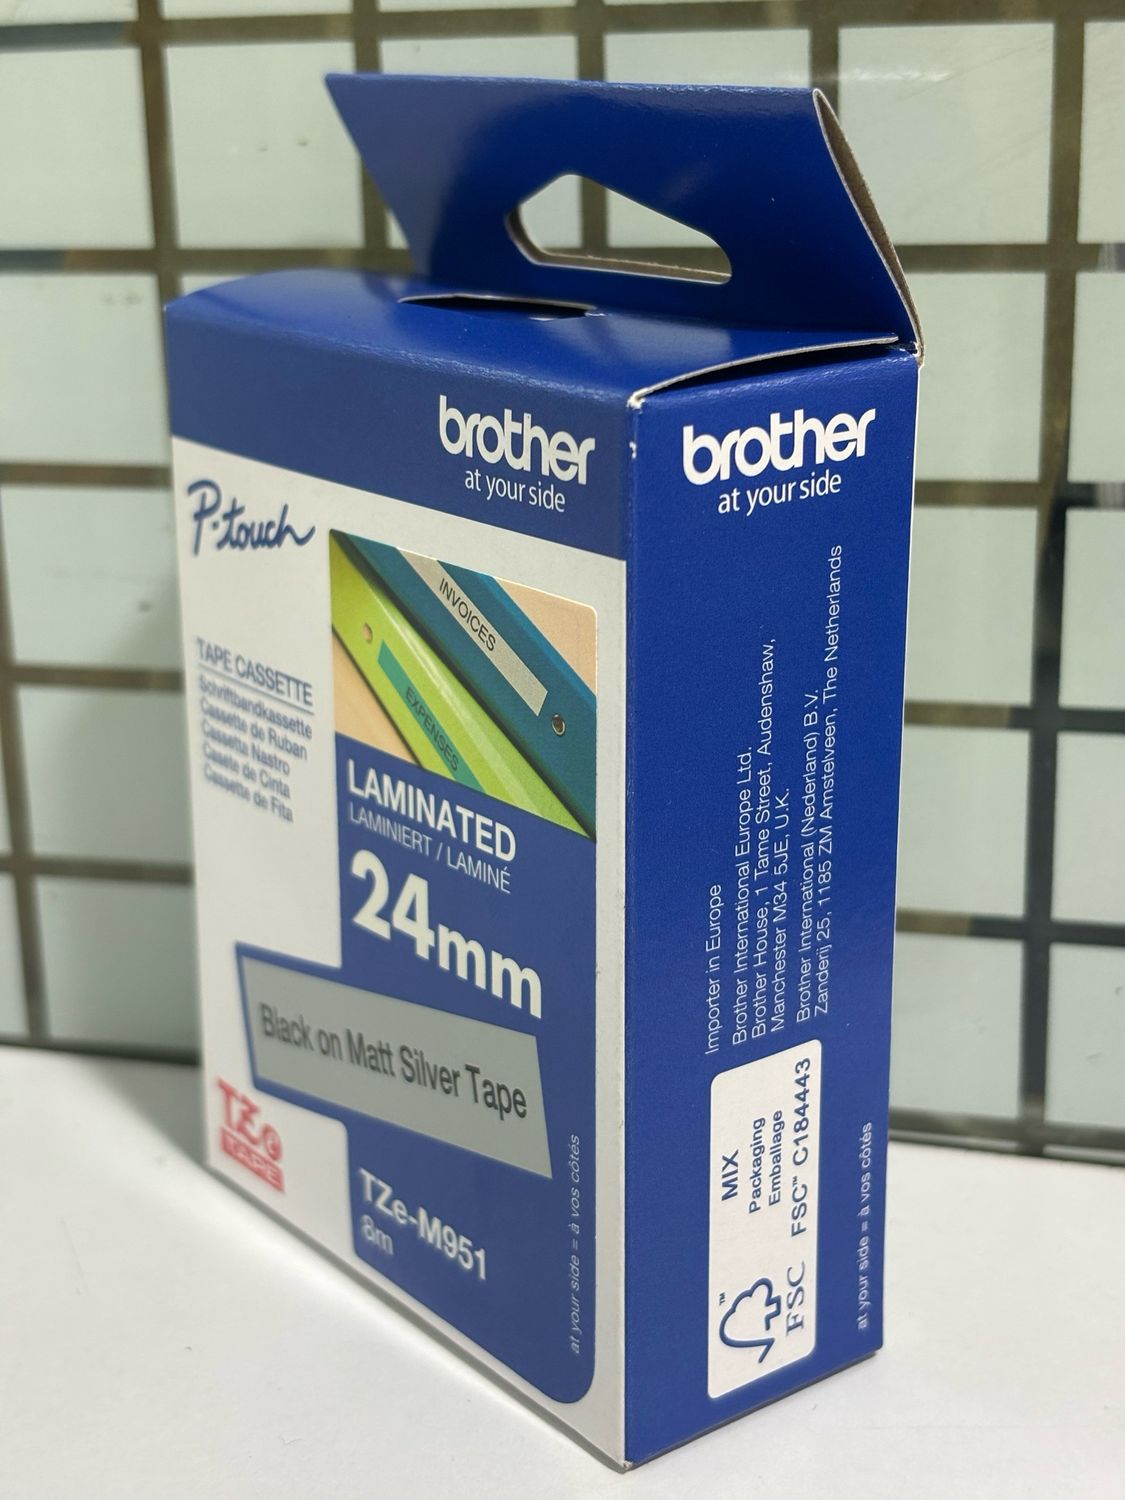 brother
at your side
P-touch
TAPE CASSETTE
Schriftbandkassette
Cassette de Ruban
Cassetta Nastro
Casete de Cinta
Cassete de Fita
INVOICES
EXPENSES
LAMINATED
LAMINIERT / LAMINÉ
24mm
Black on Matt Silver Tape
TZe
TAPE
TZe-M951
8m
at your side = à vos côtés
brother
at your side
Importer in Europe
Brother International Europe Ltd.
Brother House, 1 Tame Street, Audenshaw,
Manchester M34 5JE, U.K.
Brother International (Nederland) B.V.
Zanderij 25, 1185 ZM Amstelveen, The Netherlands
MIX
Packaging
Emballage
FSC™ C184443
™
FSC
at your side = à vos côtés